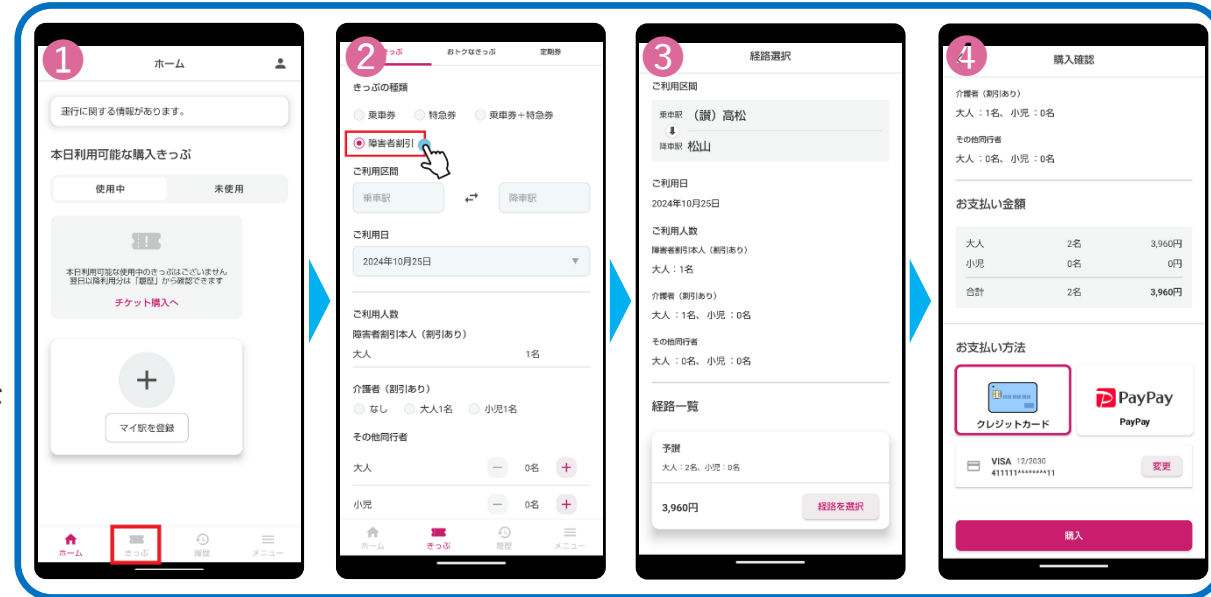 1
ホーム
運行に関する情報があります。
本日利用可能な購入きっぷ
使用中 未使用
本日利用可能な使用中のきっぷはございません
翌日以降利用分は「履歴」から確認できます
チケット購入へ
マイ駅を登録
ホーム きっぷ 履歴 メニュー
2
きっぷ おトクなきっぷ 定期券
きっぷの種類
乗車券 特急券 乗車券+特急券
障害者割引
ご利用区間
乗車駅 降車駅
ご利用日
2024年10月25日
ご利用人数
障害者割引本人（割引あり）
大人 1名
介護者（割引あり）
なし 大人1名 小児1名
その他同行者
大人 0名
小児 0名
ホーム きっぷ 履歴 メニュー
3
経路選択
ご利用区間
乗車駅 （讃）高松
降車駅 松山
ご利用日
2024年10月25日
ご利用人数
障害者割引本人（割引あり）
大人：1名
介護者（割引あり）
大人：1名、小児：0名
その他同行者
大人：0名、小児：0名
経路一覧
予讃
大人：2名、小児：0名
3,960円 経路を選択
4
購入確認
介護者（割引あり）
大人：1名、小児：0名
その他同行者
大人：0名、小児：0名
お支払い金額
大人 2名 3,960円
小児 0名 0円
合計 2名 3,960円
お支払い方法
クレジットカード
PayPay
PayPay
VISA 12/2030
411111********11
変更
購入